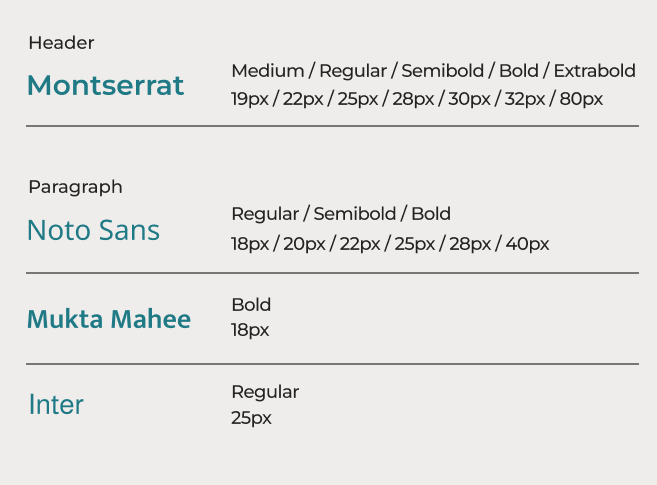 Header
Montserrat
Medium / Regular / Semibold / Bold / Extrabold
19px / 22px / 25px / 28px / 30px / 32px / 80px
Paragraph
Noto Sans
Regular / Semibold / Bold
18px / 20px / 22px / 25px / 28px / 40px
Mukta Mahee
Bold
18px
Inter
Regular
25px